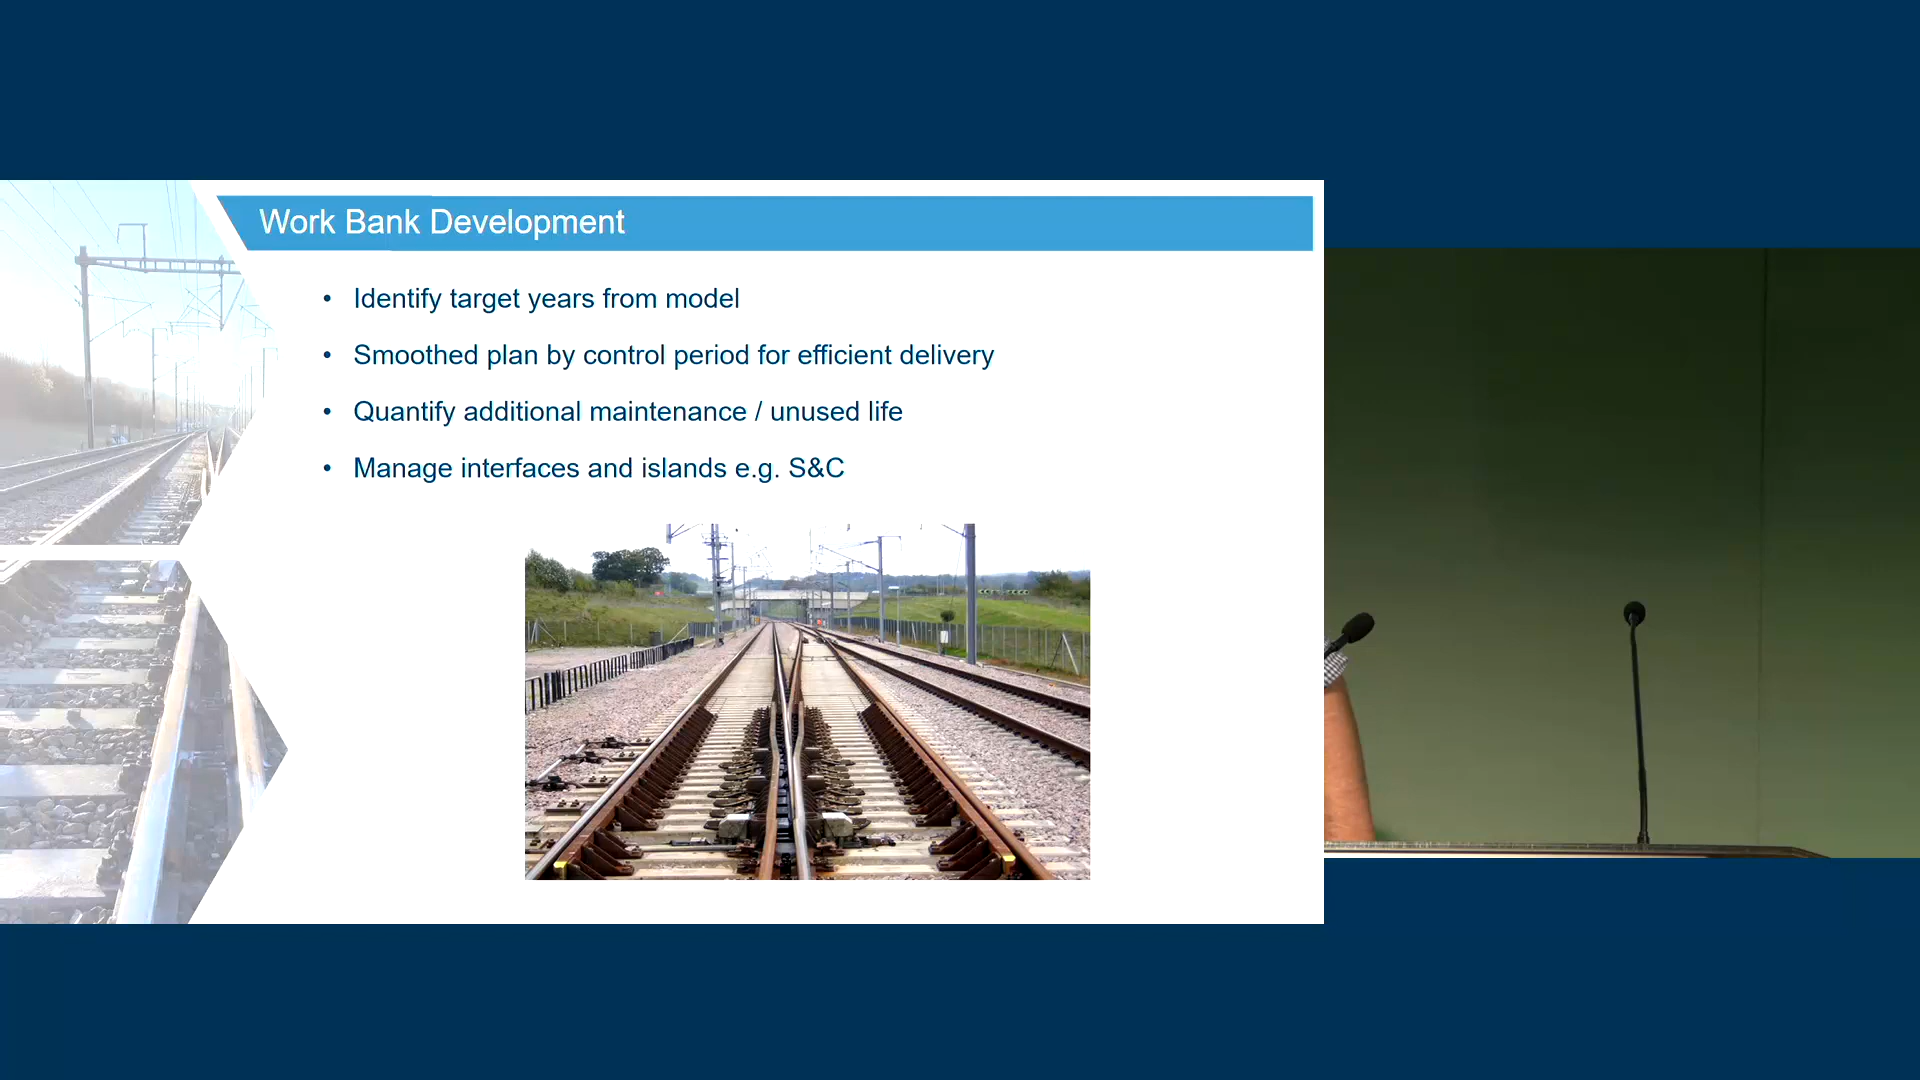 Work Bank Development
• Identify target years from model
• Smoothed plan by control period for efficient delivery
• Quantify additional maintenance / unused life
• Manage interfaces and islands e.g. S&C